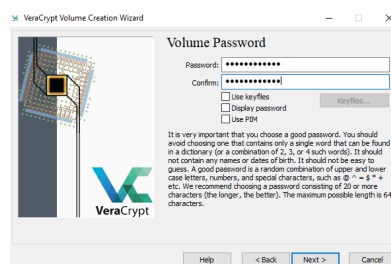 VeraCrypt Volume Creation Wizard
Volume Password
Password: ●●●●●●●●●●●●
Confirm: ●●●●●●●●●●●●
Use keyfiles
Keyfiles...
Display password
Use PIM
It is very important that you choose a good password. You should
avoid choosing one that contains only a single word that can be found
in a dictionary (or a combination of 2, 3, or 4 such words). It should
not contain any names or dates of birth. It should not be easy to
guess. A good password is a random combination of upper and lower
case letters, numbers, and special characters, such as @ ^ = $ * +
etc. We recommend choosing a password consisting of 20 or more
characters (the longer, the better). The maximum possible length is 64
characters.
VeraCrypt
Help
< Back
Next >
Cancel